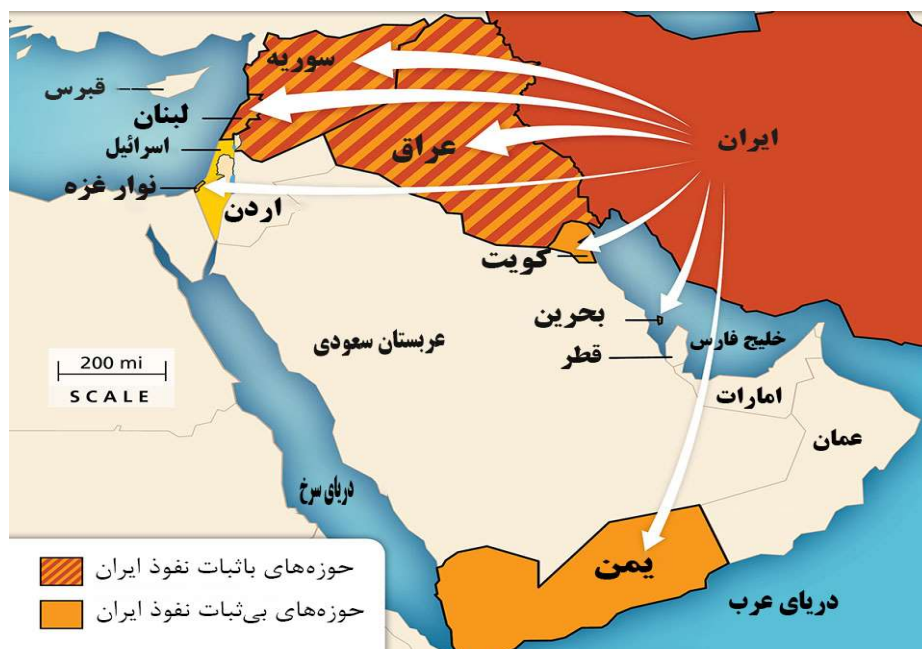 سوریه
قبرس
لبنان
ایران
اسرائیل
عراق
نوار غزه
اردن
کویت
بحرین
خلیج فارس
قطر
عربستان سعودی
200 mi
SCALE
امارات
عمان
دریای سرخ
یمن
دریای عرب
حوزه‌های باثبات نفوذ ایران
حوزه‌های بی‌ثبات نفوذ ایران